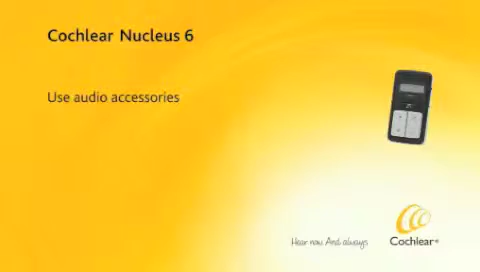 Cochlear Nucleus 6
Use audio accessories
Hear now. And always
Cochlear®